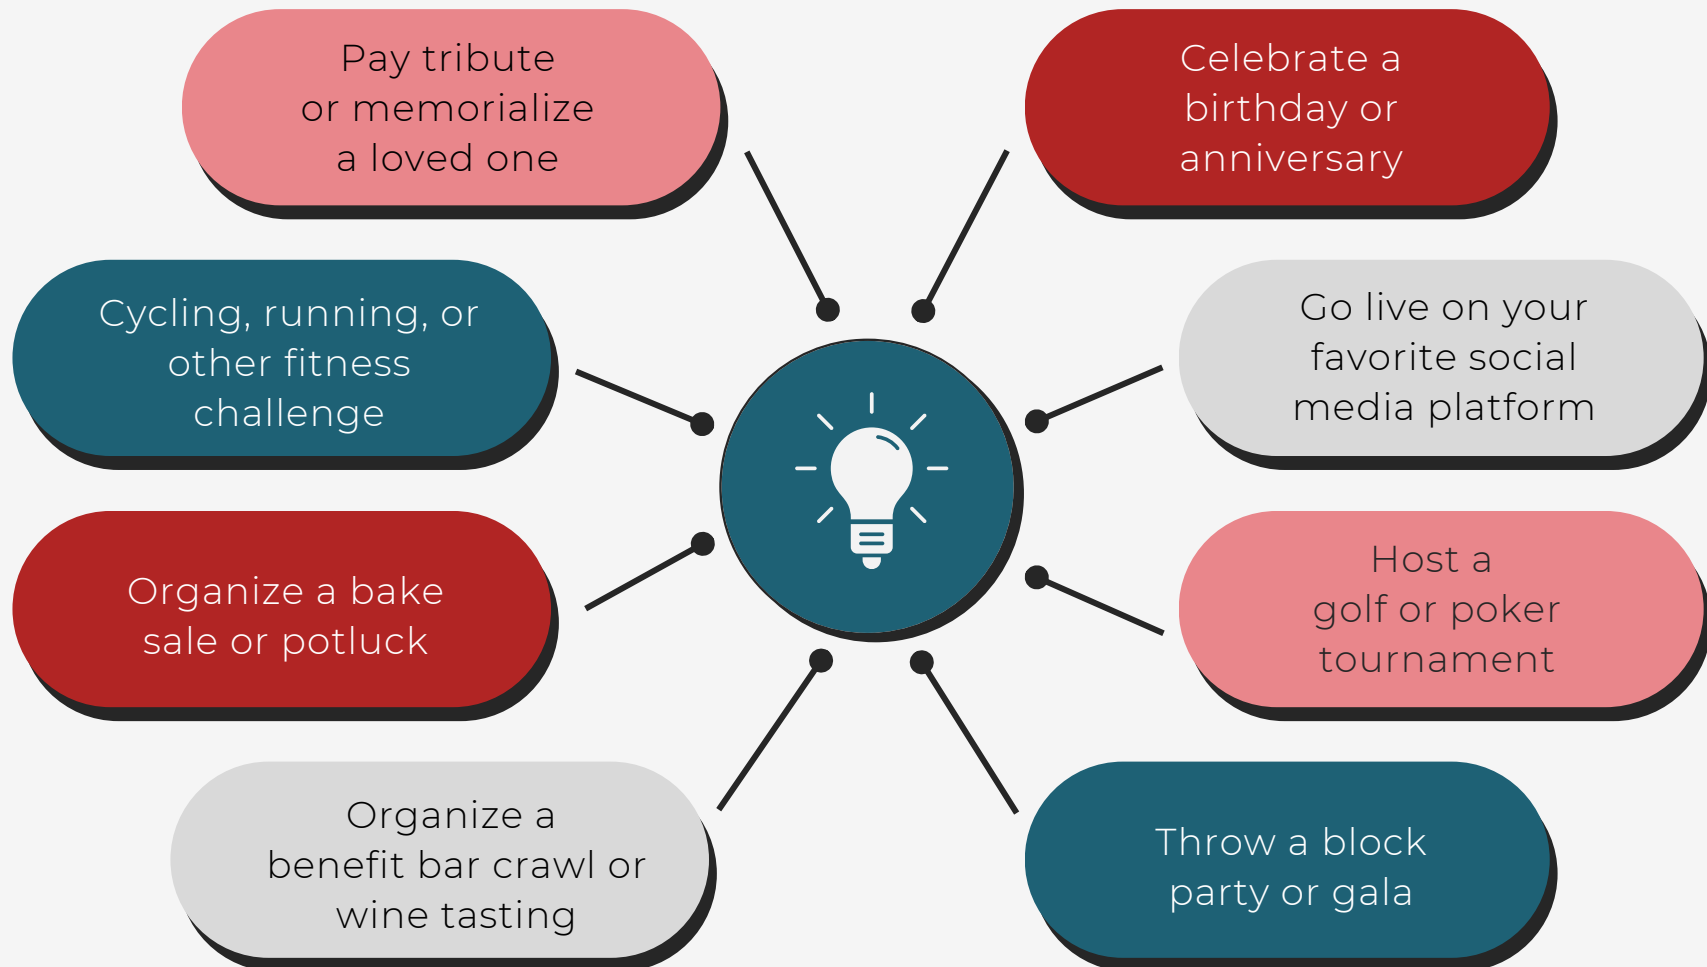 Pay tribute
or memorialize
a loved one
Celebrate a
birthday or
anniversary
Cycling, running, or
other fitness
challenge
Go live on your
favorite social
media platform
Organize a bake
sale or potluck
Host a
golf or poker
tournament
Organize a
benefit bar crawl or
wine tasting
Throw a block
party or gala